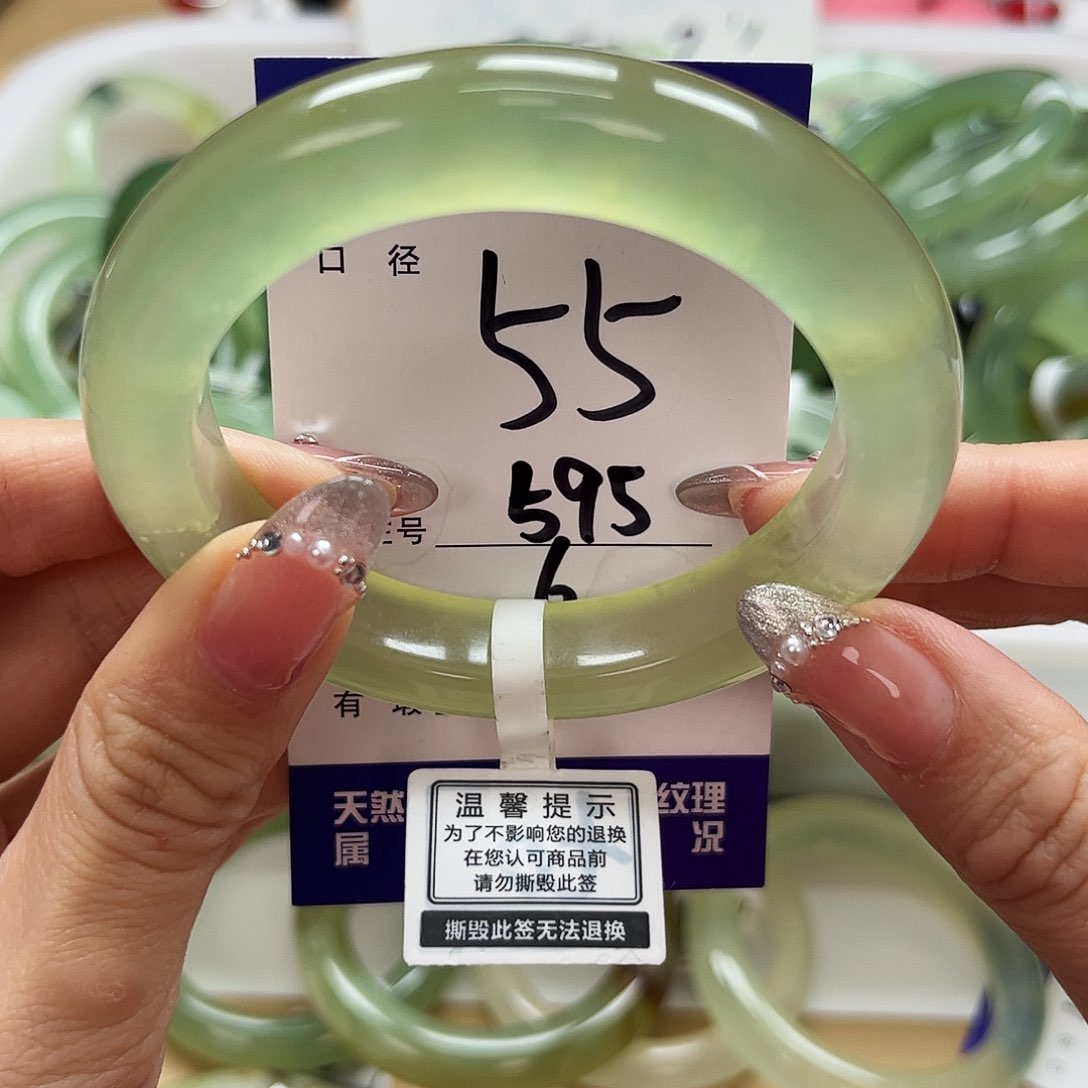 口 径
55
号 595
6
有 瑕
天然 纹理
属 况
温馨提示
为了不影响您的退换
在您认可商品前
请勿撕毁此签
撕毁此签无法退换